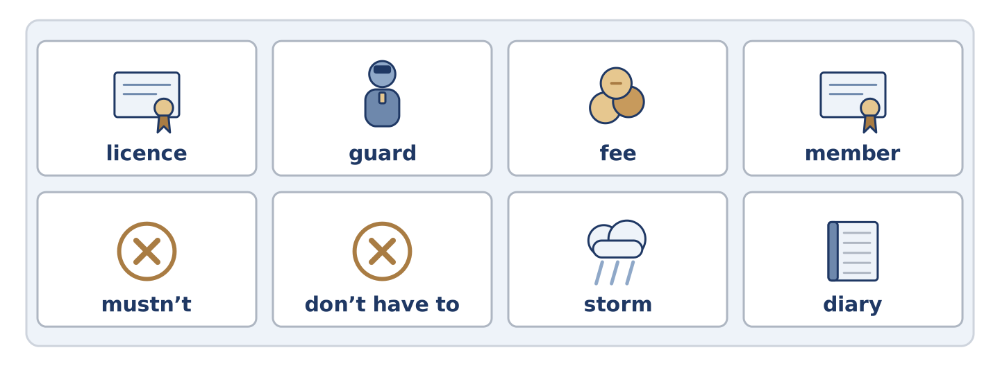 licence
guard
fee
member
mustn’t
don’t have to
storm
diary